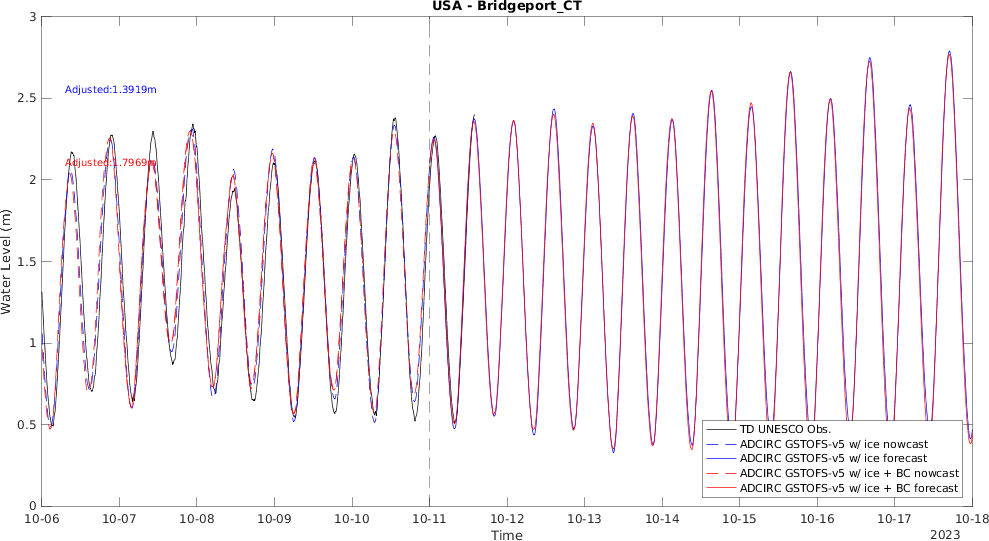 USA - Bridgeport_CT
3
2.5
2
1.5
1
0.5
0
Water Level (m)
Adjusted:1.3919m
Adjusted:1.7969m
TD UNESCO Obs.
ADCIRC GSTOFS-v5 w/ ice nowcast
ADCIRC GSTOFS-v5 w/ ice forecast
ADCIRC GSTOFS-v5 w/ ice + BC nowcast
ADCIRC GSTOFS-v5 w/ ice + BC forecast
10-06 10-07 10-08 10-09 10-10 10-11 10-12 10-13 10-14 10-15 10-16 10-17 10-18
Time
2023